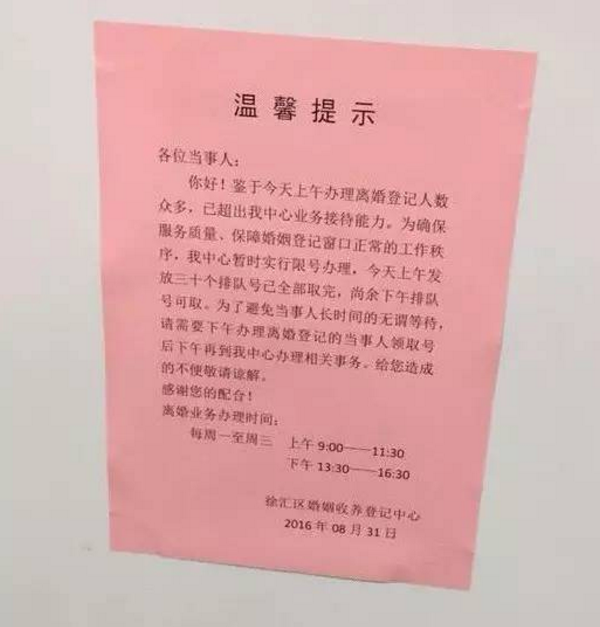 温馨提示
各位当事人：
你好！鉴于今天上午办理离婚登记人数
众多，已超出我中心业务接待能力。为确保
服务质量、保障婚姻登记窗口正常的工作秩
序，我中心暂时实行限号办理，今天上午发
放三十个排队号已全部取完，尚余下午排队
号可取。为了避免当事人长时间的无谓等待，
请需要下午办理离婚登记的当事人领取号
后下午再到我中心办理相关事务。给您造成
的不便敬请谅解。
感谢您的配合！
离婚业务办理时间：
每周一至周三 上午 9:00——11:30
下午 13:30——16:30
徐汇区婚姻收养登记中心
2016 年 08 月 31 日